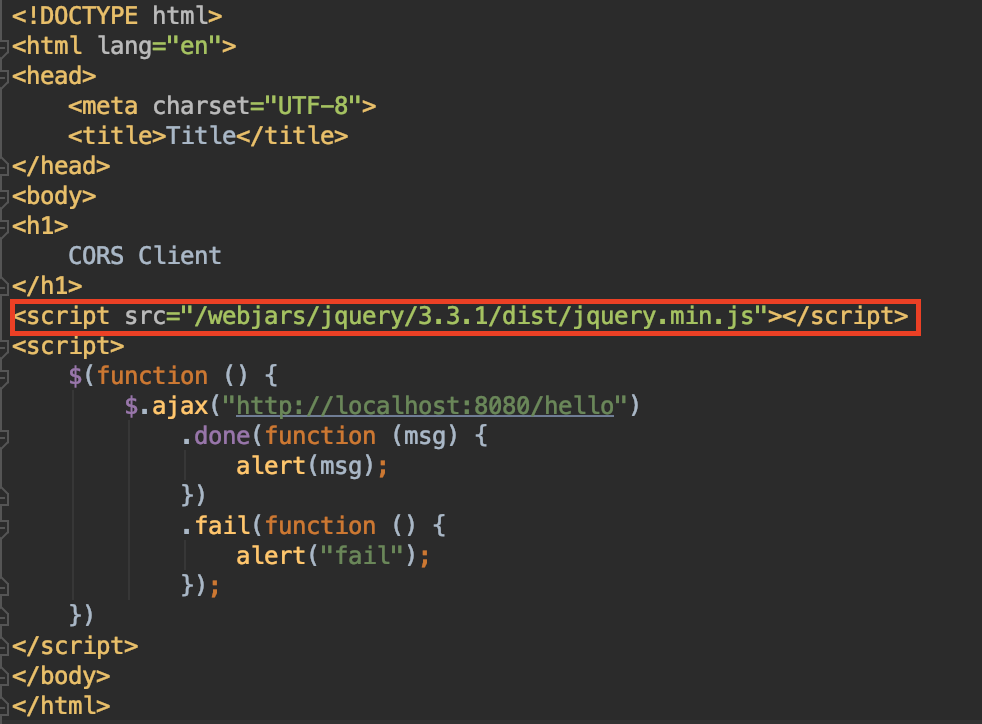 <!DOCTYPE html>
<html lang="en">
<head>
    <meta charset="UTF-8">
    <title>Title</title>
</head>
<body>
<h1>
    CORS Client
</h1>
<script src="/webjars/jquery/3.3.1/dist/jquery.min.js"></script>
<script>
    $(function () {
        $.ajax("http://localhost:8080/hello")
            .done(function (msg) {
                alert(msg);
            })
            .fail(function () {
                alert("fail");
            });
    })
</script>
</body>
</html>